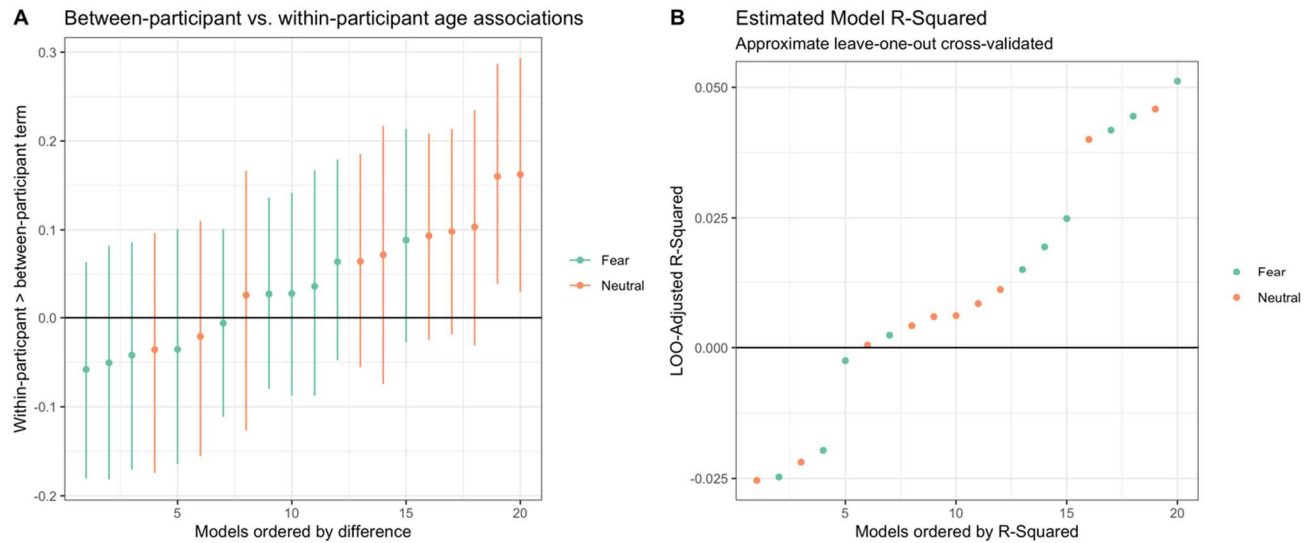 A
Between-participant vs. within-participant age associations
Within-participant > between-participant term
0.3
0.2
0.1
0.0
-0.1
-0.2
5
10
15
20
Models ordered by difference
Fear
Neutral
B
Estimated Model R-Squared
Approximate leave-one-out cross-validated
LOO-Adjusted R-Squared
0.050
0.025
0.000
-0.025
5
10
15
20
Models ordered by R-Squared
Fear
Neutral